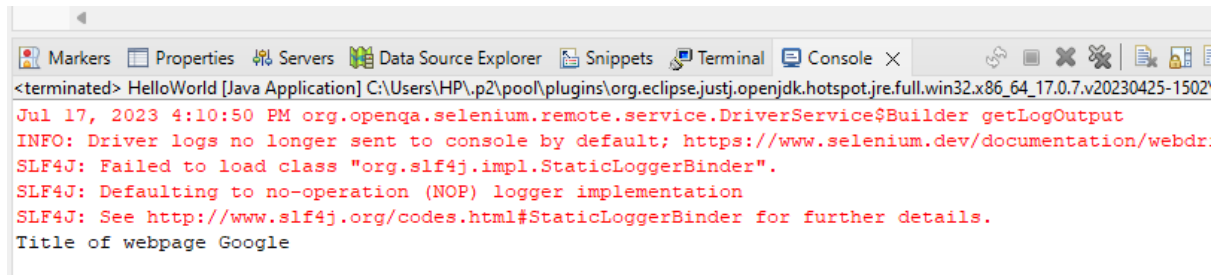 Markers Properties Servers Data Source Explorer Snippets Terminal Console
<terminated> HelloWorld [Java Application] C:\Users\HP\.p2\pool\plugins\org.eclipse.justj.openjdk.hotspot.jre.full.win32.x86_64_17.0.7.v20230425-1502\
Jul 17, 2023 4:10:50 PM org.openqa.selenium.remote.service.DriverService$Builder getLogOutput
INFO: Driver logs no longer sent to console by default; https://www.selenium.dev/documentation/webdri
SLF4J: Failed to load class "org.slf4j.impl.StaticLoggerBinder".
SLF4J: Defaulting to no-operation (NOP) logger implementation
SLF4J: See http://www.slf4j.org/codes.html#StaticLoggerBinder for further details.
Title of webpage Google